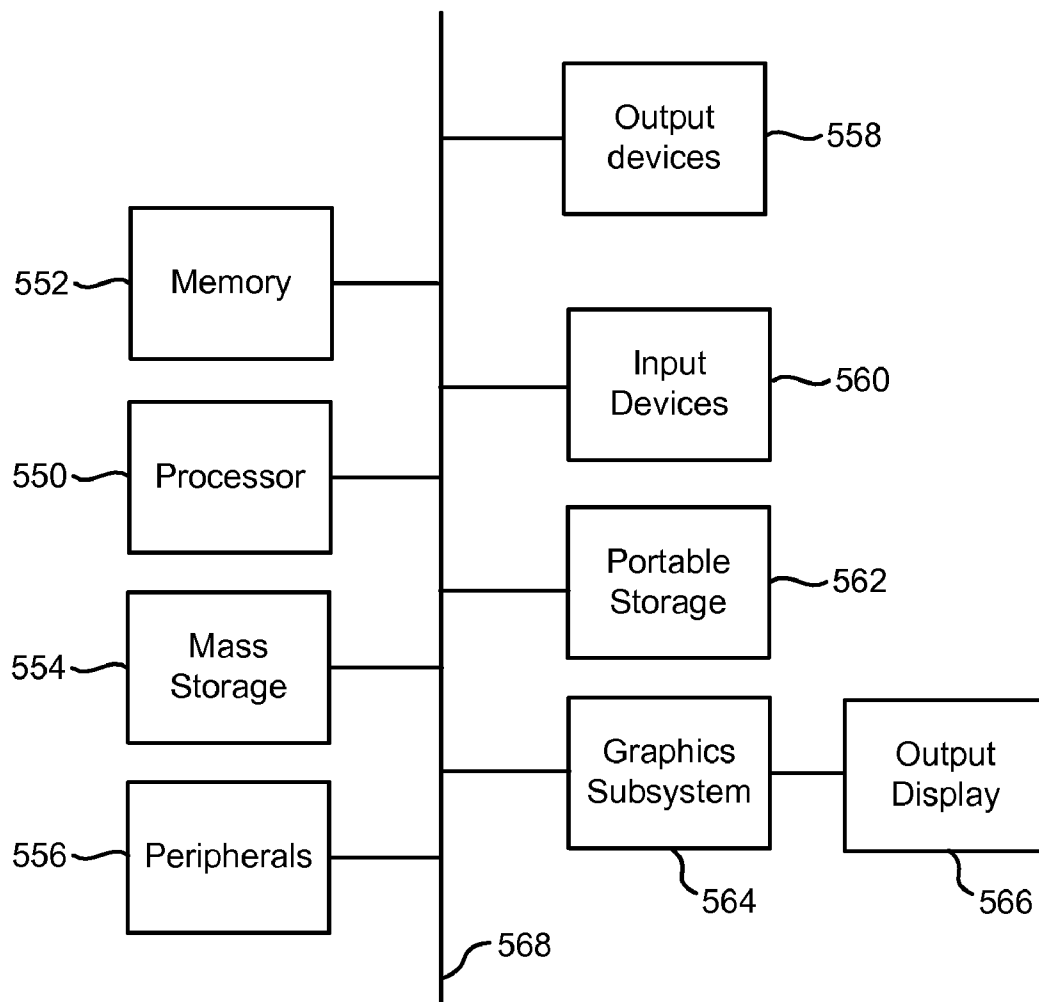 Output
devices
558
552
Memory
Input
Devices
560
550
Processor
Portable
Storage
562
554
Mass
Storage
Graphics
Subsystem
564
Output
Display
566
556
Peripherals
568